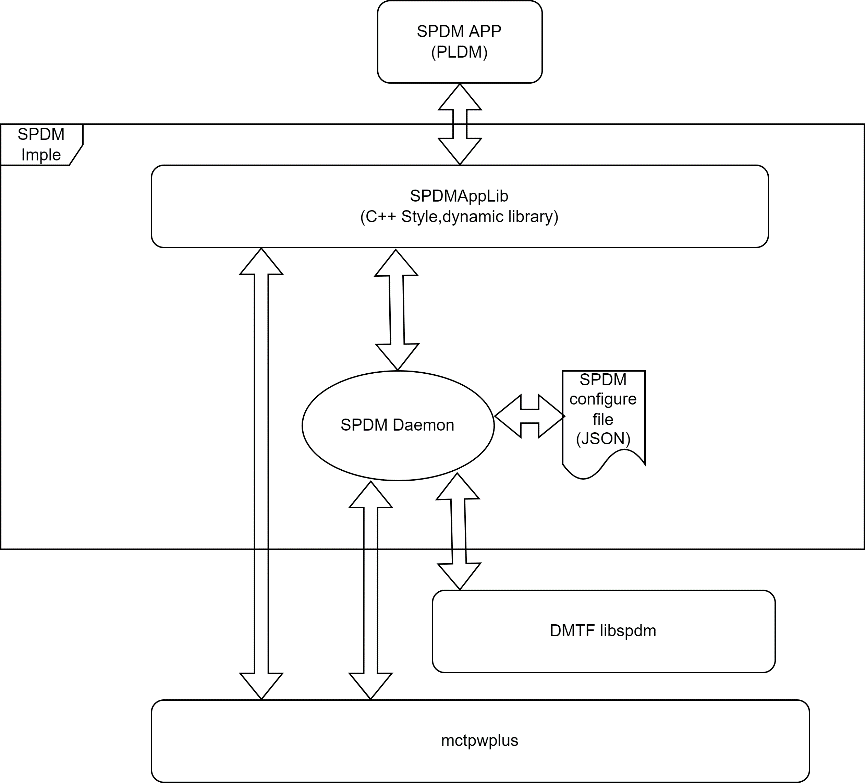 SPDM APP
(PLDM)
SPDM
Imple
SPDMAppLib
(C++ Style,dynamic library)
SPDM Daemon
SPDM
configure
file
(JSON)
DMTF libspdm
mctpwplus